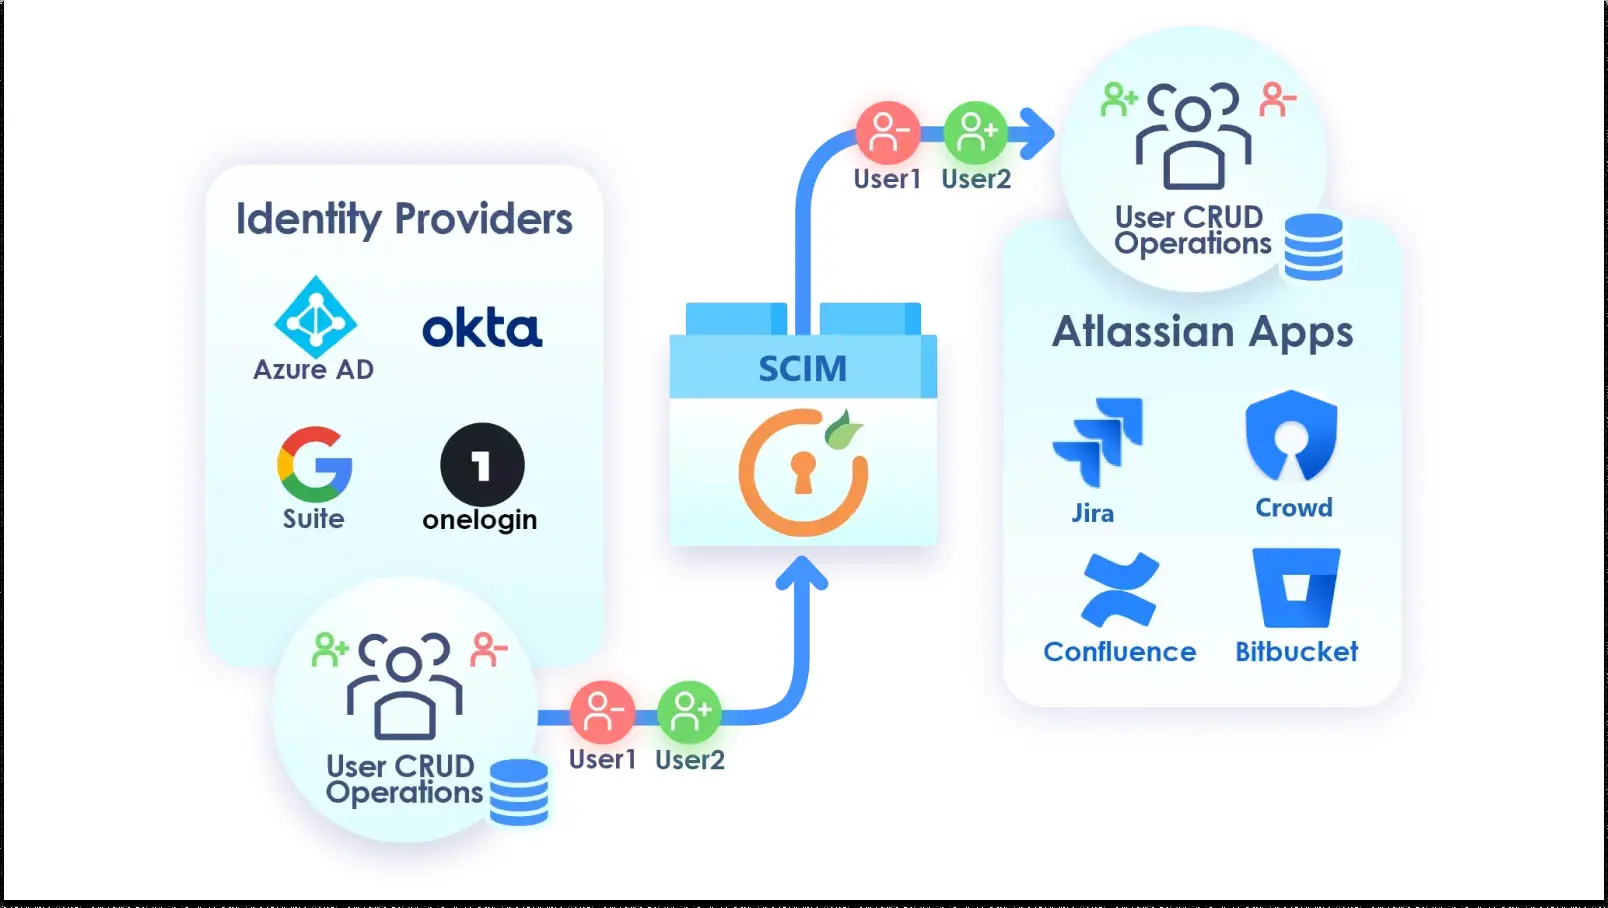 Identity Providers
Azure AD
okta
G Suite
1
onelogin
User CRUD
Operations
User1
User2
SCIM
User1
User2
User CRUD
Operations
Atlassian Apps
Jira
Crowd
Confluence
Bitbucket